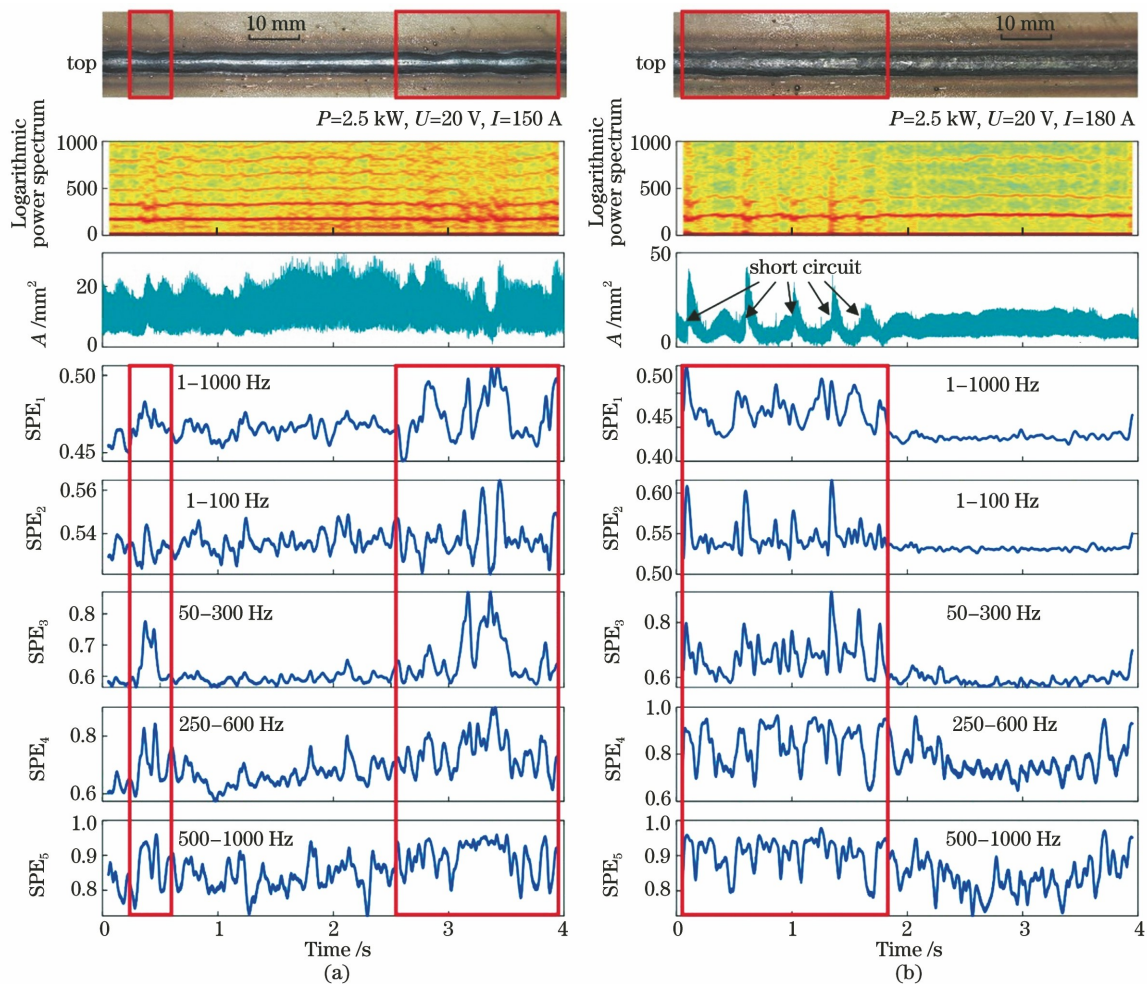 10 mm
top
P=2.5 kW, U=20 V, I=150 A
Logarithmic
power spectrum
1000
500
0
A /mm²
20
0
SPE₁
0.50
0.45
1–1000 Hz
SPE₂
0.56
0.54
1–100 Hz
SPE₃
0.8
0.7
0.6
50–300 Hz
SPE₄
0.8
0.6
250–600 Hz
SPE₅
1.0
0.9
0.8
500–1000 Hz
0 1 2 3 4
Time /s
(a)
10 mm
top
P=2.5 kW, U=20 V, I=180 A
Logarithmic
power spectrum
1000
500
0
A /mm²
50
0
short circuit
SPE₁
0.50
0.45
0.40
1–1000 Hz
SPE₂
0.60
0.55
0.50
1–100 Hz
SPE₃
0.8
0.6
50–300 Hz
SPE₄
1.0
0.8
0.6
250–600 Hz
SPE₅
1.0
0.9
0.8
500–1000 Hz
0 1 2 3 4
Time /s
(b)